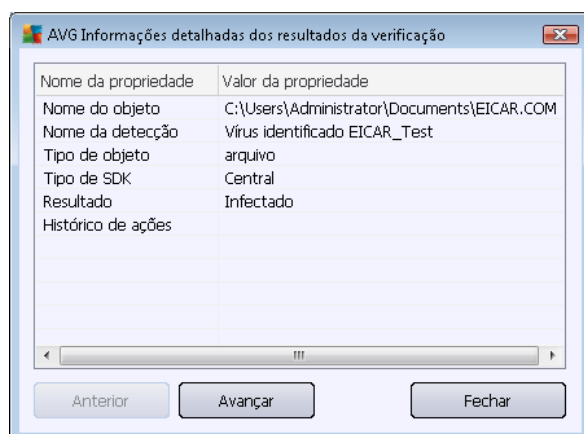 AVG Informações detalhadas dos resultados da verificação
Nome da propriedade Valor da propriedade
Nome do objeto C:\Users\Administrator\Documents\EICAR.COM
Nome da detecção Vírus identificado EICAR_Test
Tipo de objeto arquivo
Tipo de SDK Central
Resultado Infectado
Histórico de ações
Anterior Avançar Fechar